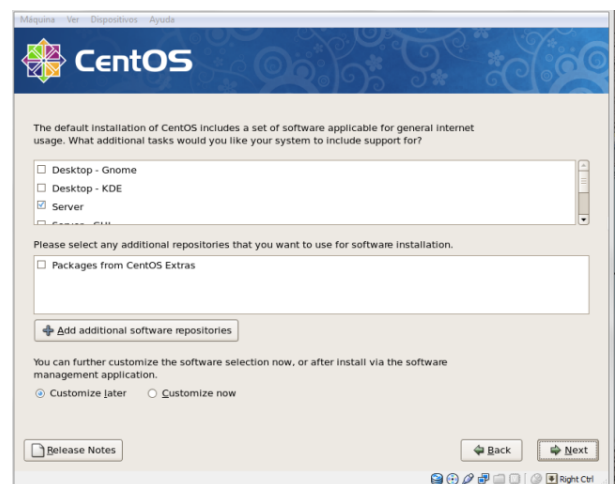 Máquina Ver Dispositivos Ayuda
CentOS
The default installation of CentOS includes a set of software applicable for general internet
usage. What additional tasks would you like your system to include support for?
Desktop - Gnome
Desktop - KDE
Server
Please select any additional repositories that you want to use for software installation.
Packages from CentOS Extras
Add additional software repositories
You can further customize the software selection now, or after install via the software
management application.
Customize later Customize now
Release Notes Back Next
Right Ctrl